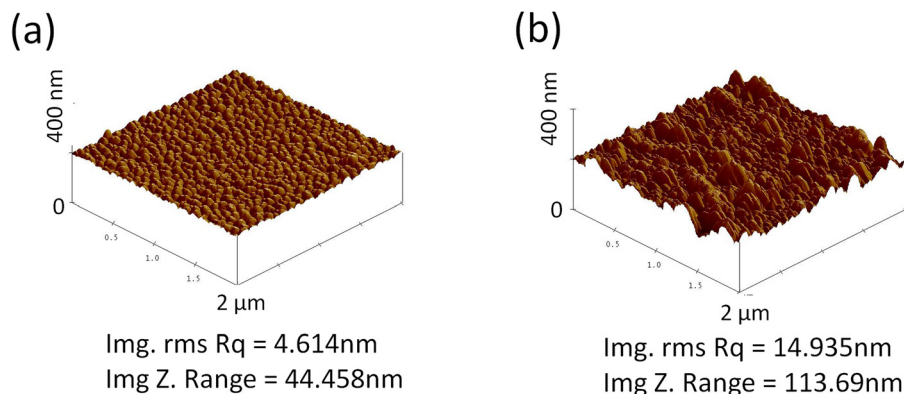 (a)
400 nm
0
0.5
1.0
1.5
2 μm
Img. rms Rq = 4.614nm
Img Z. Range = 44.458nm
(b)
400 nm
0
0.5
1.0
1.5
2 μm
Img. rms Rq = 14.935nm
Img Z. Range = 113.69nm